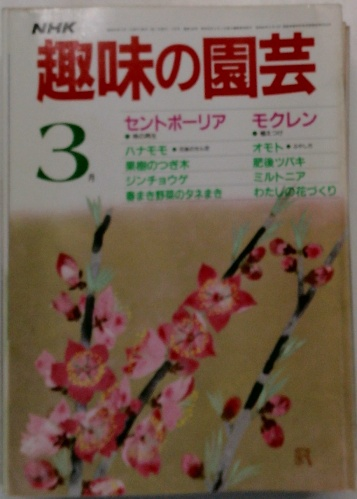 NHK
趣味の園芸
3月
セントポーリア
モクレン
ハナモモ
オモト
果樹のつぎ木
肥後ツバキ
ジンチョウゲ
ミルトニア
春まき野菜のタネまき
わたしの花づくり